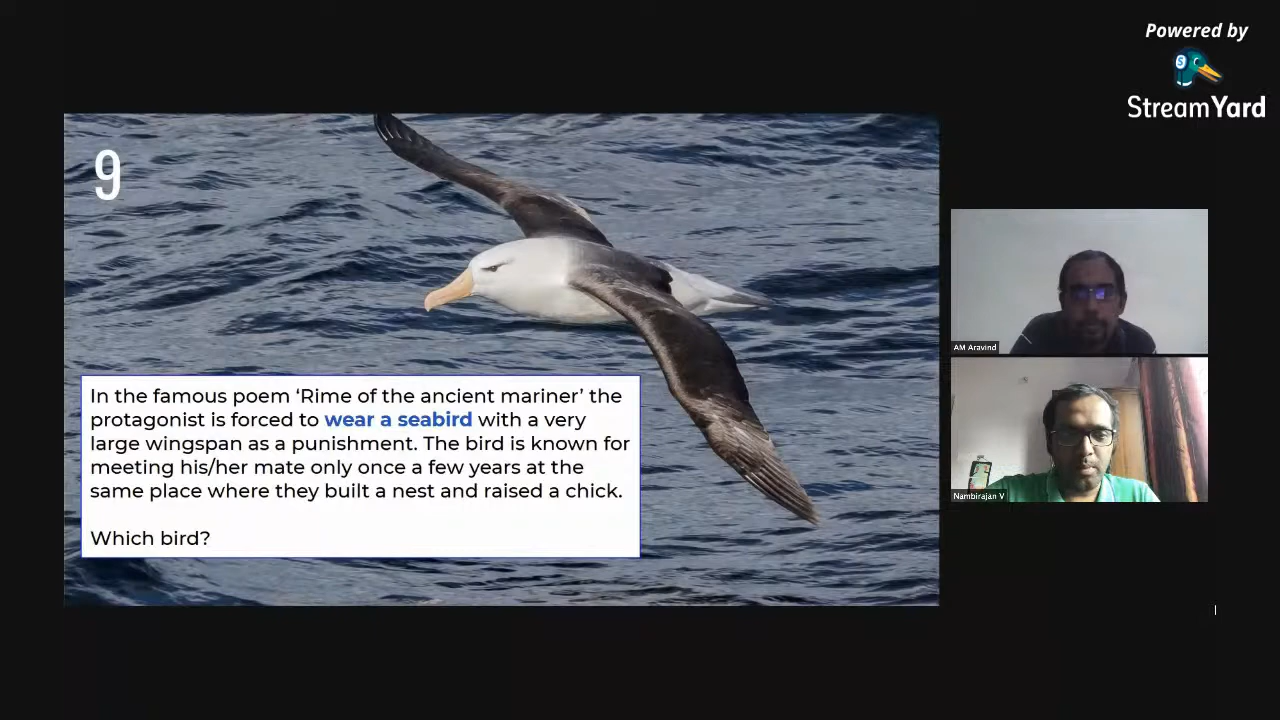 Powered by
StreamYard
9
In the famous poem ‘Rime of the ancient mariner’ the
protagonist is forced to wear a seabird with a very
large wingspan as a punishment. The bird is known for
meeting his/her mate only once a few years at the
same place where they built a nest and raised a chick.
Which bird?
AM Aravind
Nambirajan V